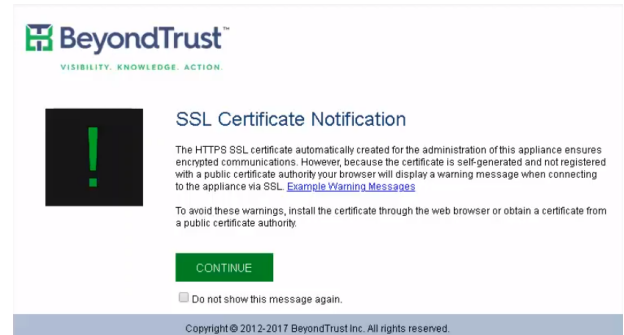 BeyondTrust™
VISIBILITY. KNOWLEDGE. ACTION.
SSL Certificate Notification
The HTTPS SSL certificate automatically created for the administration of this appliance ensures
encrypted communications. However, because the certificate is self-generated and not registered
with a public certificate authority your browser will display a warning message when connecting
to the appliance via SSL. Example Warning Messages
To avoid these warnings, install the certificate through the web browser or obtain a certificate from
a public certificate authority.
CONTINUE
Do not show this message again.
Copyright © 2012-2017 BeyondTrust Inc. All rights reserved.